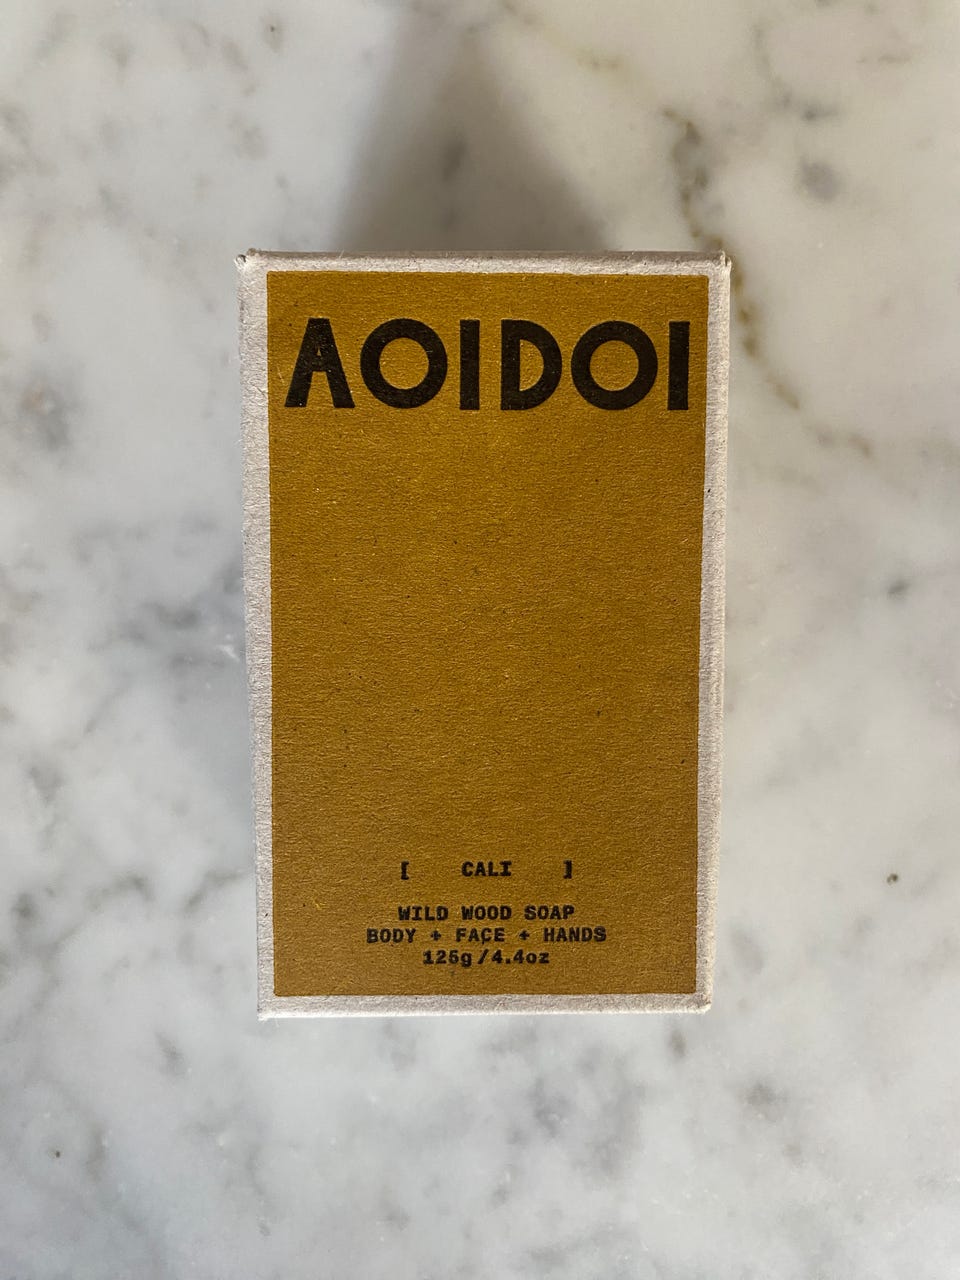 AOIDOI
[ CALI ]
WILD WOOD SOAP
BODY + FACE + HANDS
125g/4.4oz